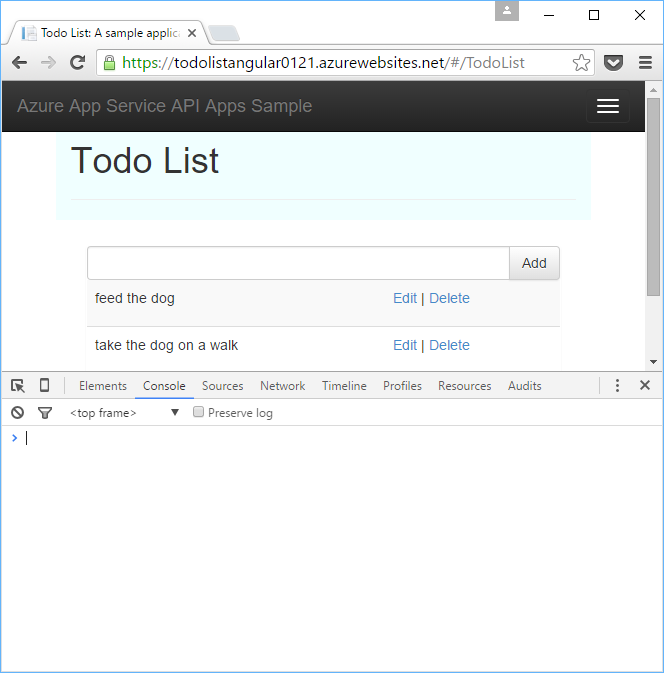 Todo List: A sample applica
https://todolistangular0121.azurewebsites.net/#/TodoList
Azure App Service API Apps Sample
Todo List
Add
feed the dog Edit | Delete
take the dog on a walk Edit | Delete
Elements Console Sources Network Timeline Profiles Resources Audits
<top frame> Preserve log